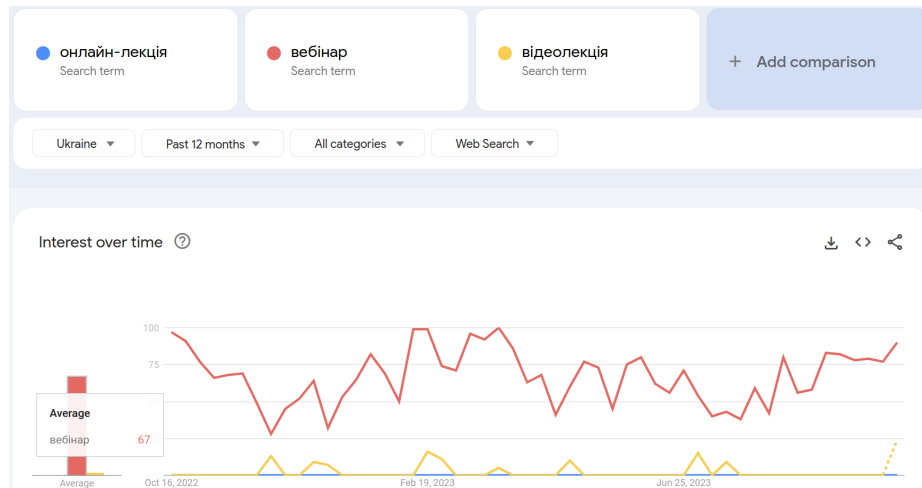 онлайн-лекція
Search term
вебінар
Search term
відеолекція
Search term
+ Add comparison
Ukraine
Past 12 months
All categories
Web Search
Interest over time
100
75
Average
вебінар 67
Average
Oct 16, 2022
Feb 19, 2023
Jun 25, 2023